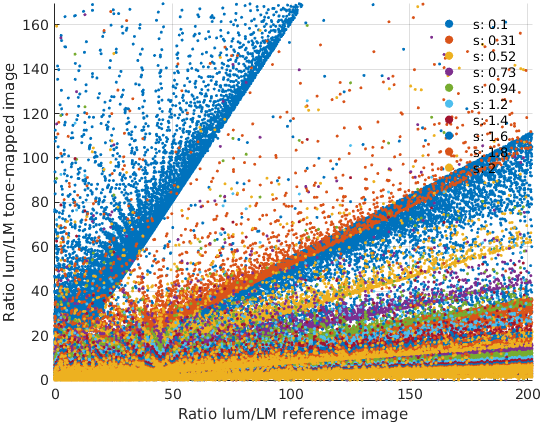 160
140
120
100
80
60
40
20
0
0 50 100 150 200
Ratio lum/LM tone-mapped image
Ratio lum/LM reference image
s: 0.1
s: 0.31
s: 0.52
s: 0.73
s: 0.94
s: 1.2
s: 1.4
s: 1.6
s: 1.8
s: 2